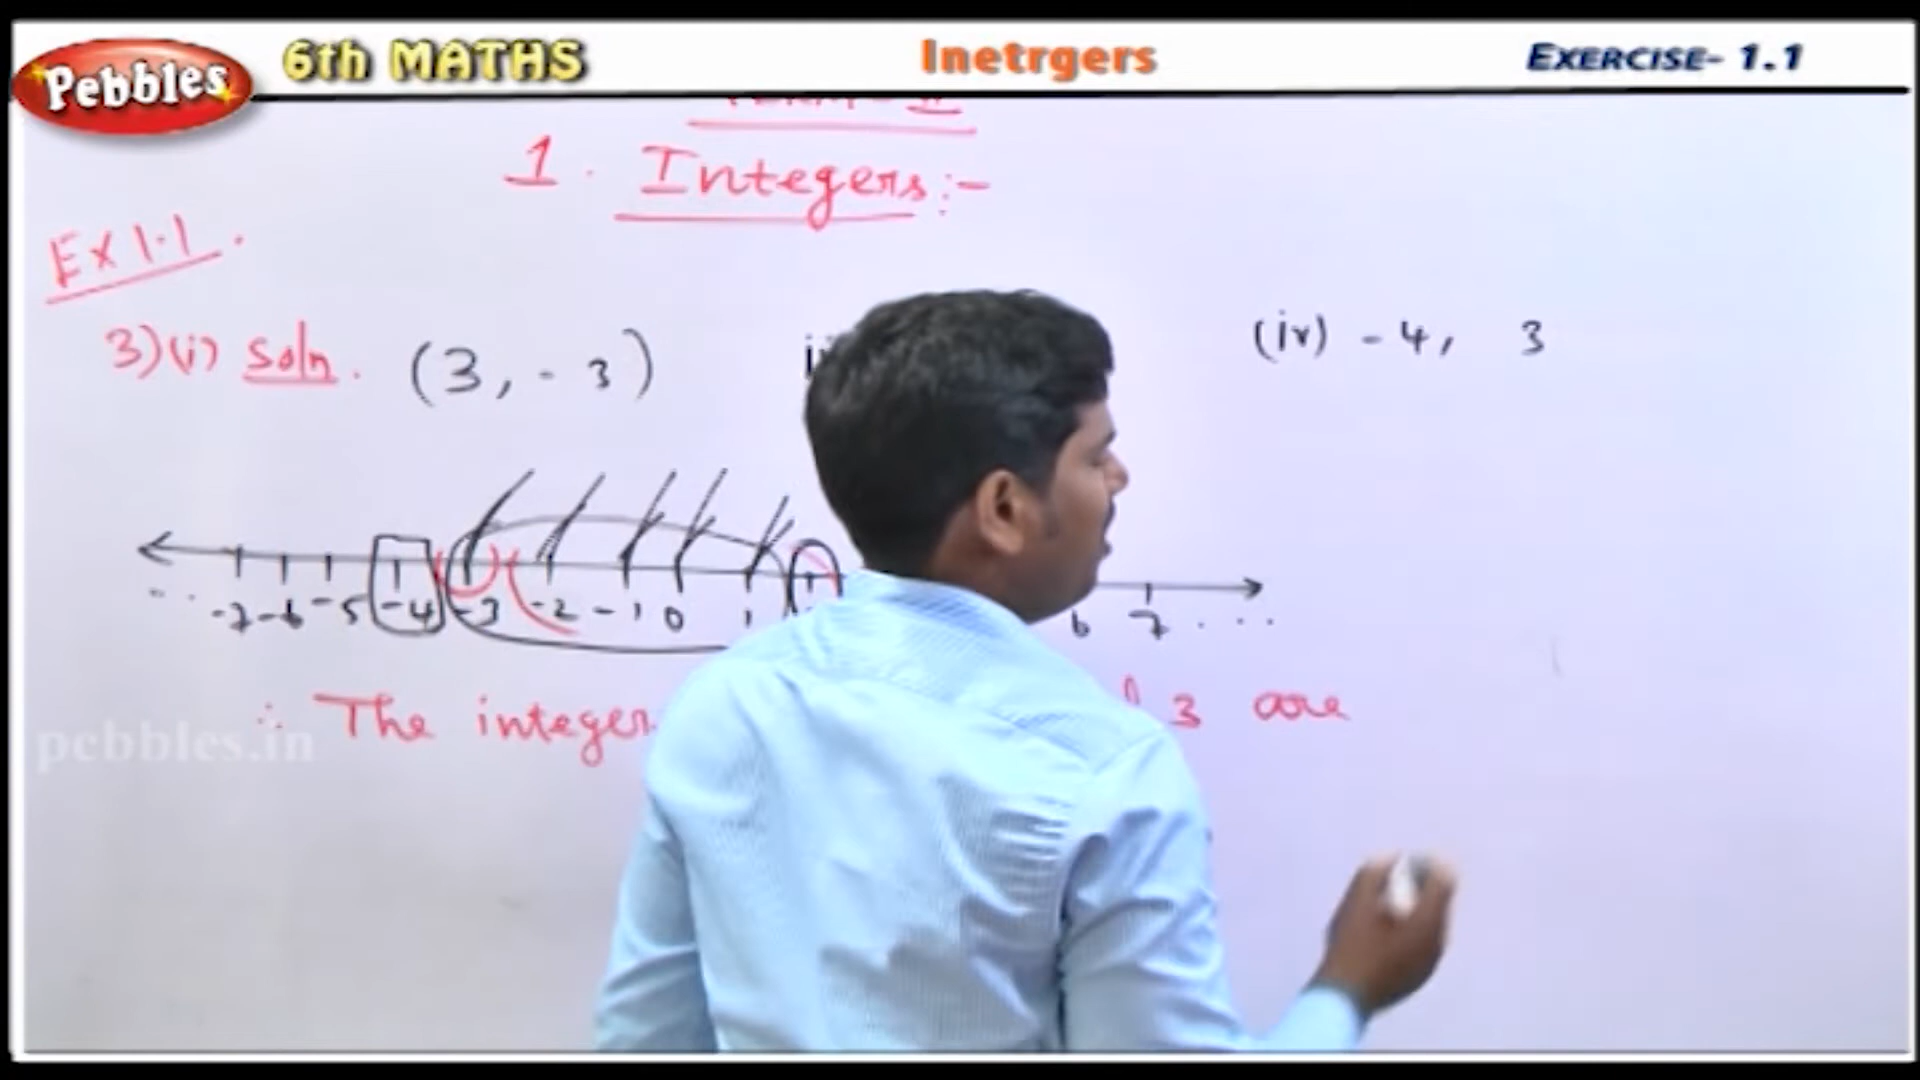 Pebbles 6th MATHS Inetrgers EXERCISE- 1.1
1. Integers:-
Ex 1.1.
3)(i) Soln. (3, -3)
(iv) -4, 3
... -7 -6 -5 -4 -3 -2 -1 0 1 6 7 ...
∴ The integer 3 are
pebbles.in